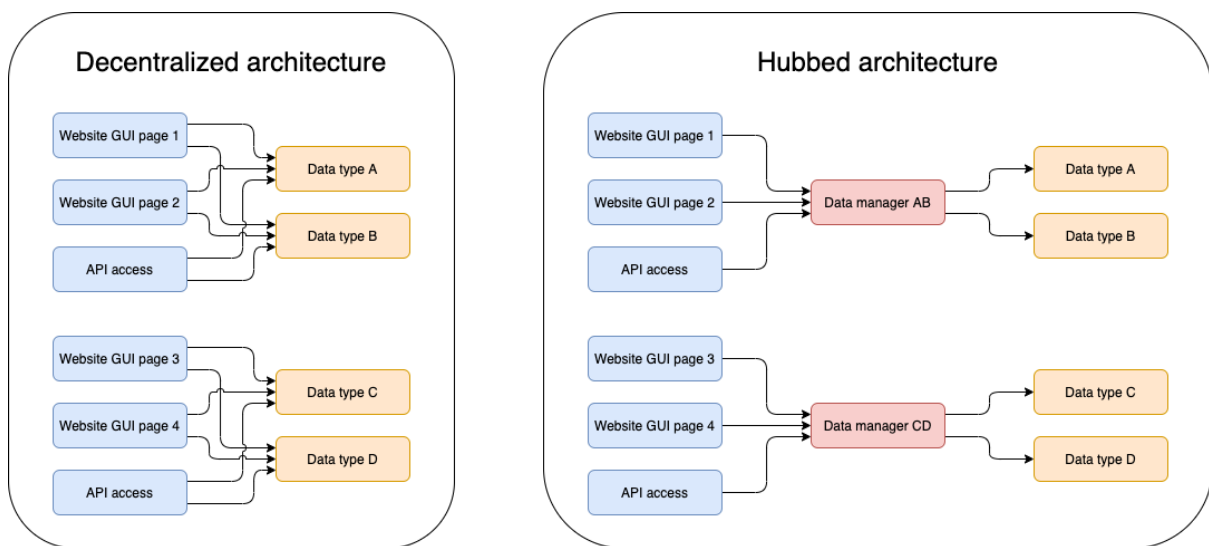 Decentralized architecture
Website GUI page 1
Website GUI page 2
API access
Data type A
Data type B
Website GUI page 3
Website GUI page 4
API access
Data type C
Data type D
Hubbed architecture
Website GUI page 1
Website GUI page 2
API access
Data manager AB
Data type A
Data type B
Website GUI page 3
Website GUI page 4
API access
Data manager CD
Data type C
Data type D